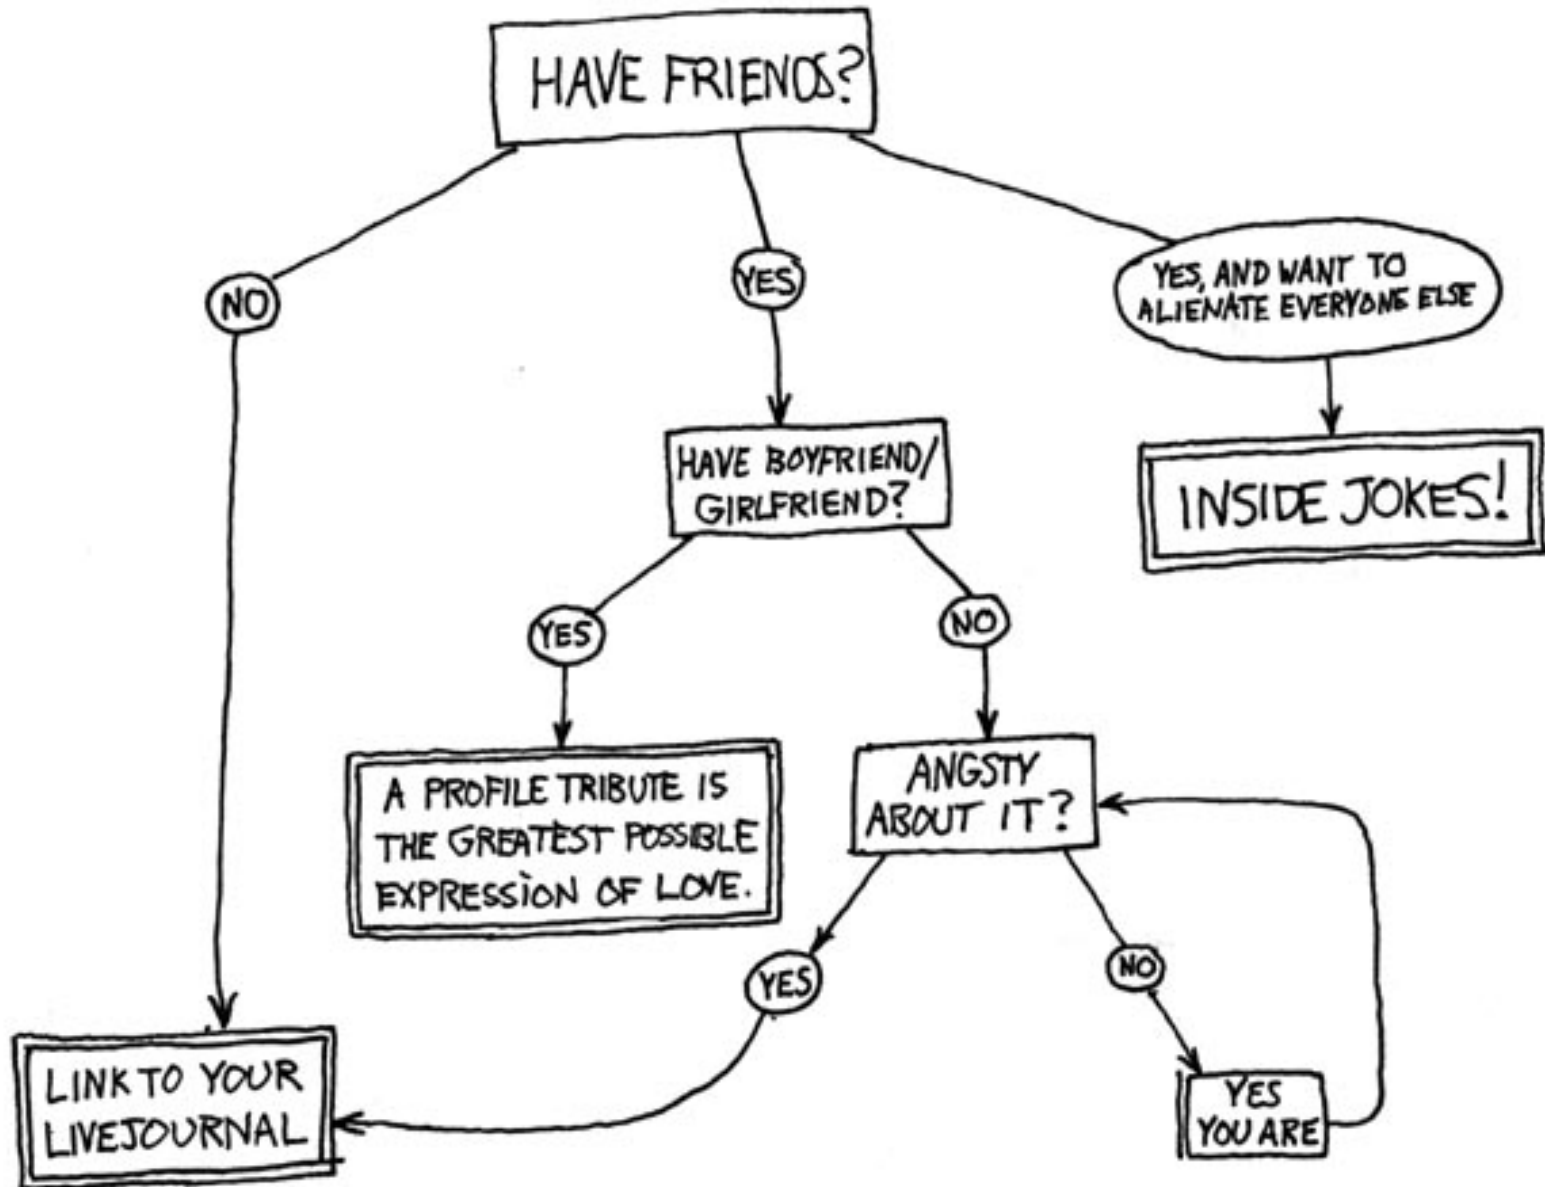 HAVE FRIENDS?
NO
YES
YES, AND WANT TO
ALIENATE EVERYONE ELSE
HAVE BOYFRIEND/
GIRLFRIEND?
INSIDE JOKES!
YES
NO
A PROFILE TRIBUTE IS
THE GREATEST POSSIBLE
EXPRESSION OF LOVE.
ANGSTY
ABOUT IT?
YES
NO
LINK TO YOUR
LIVEJOURNAL
YES
YOU ARE